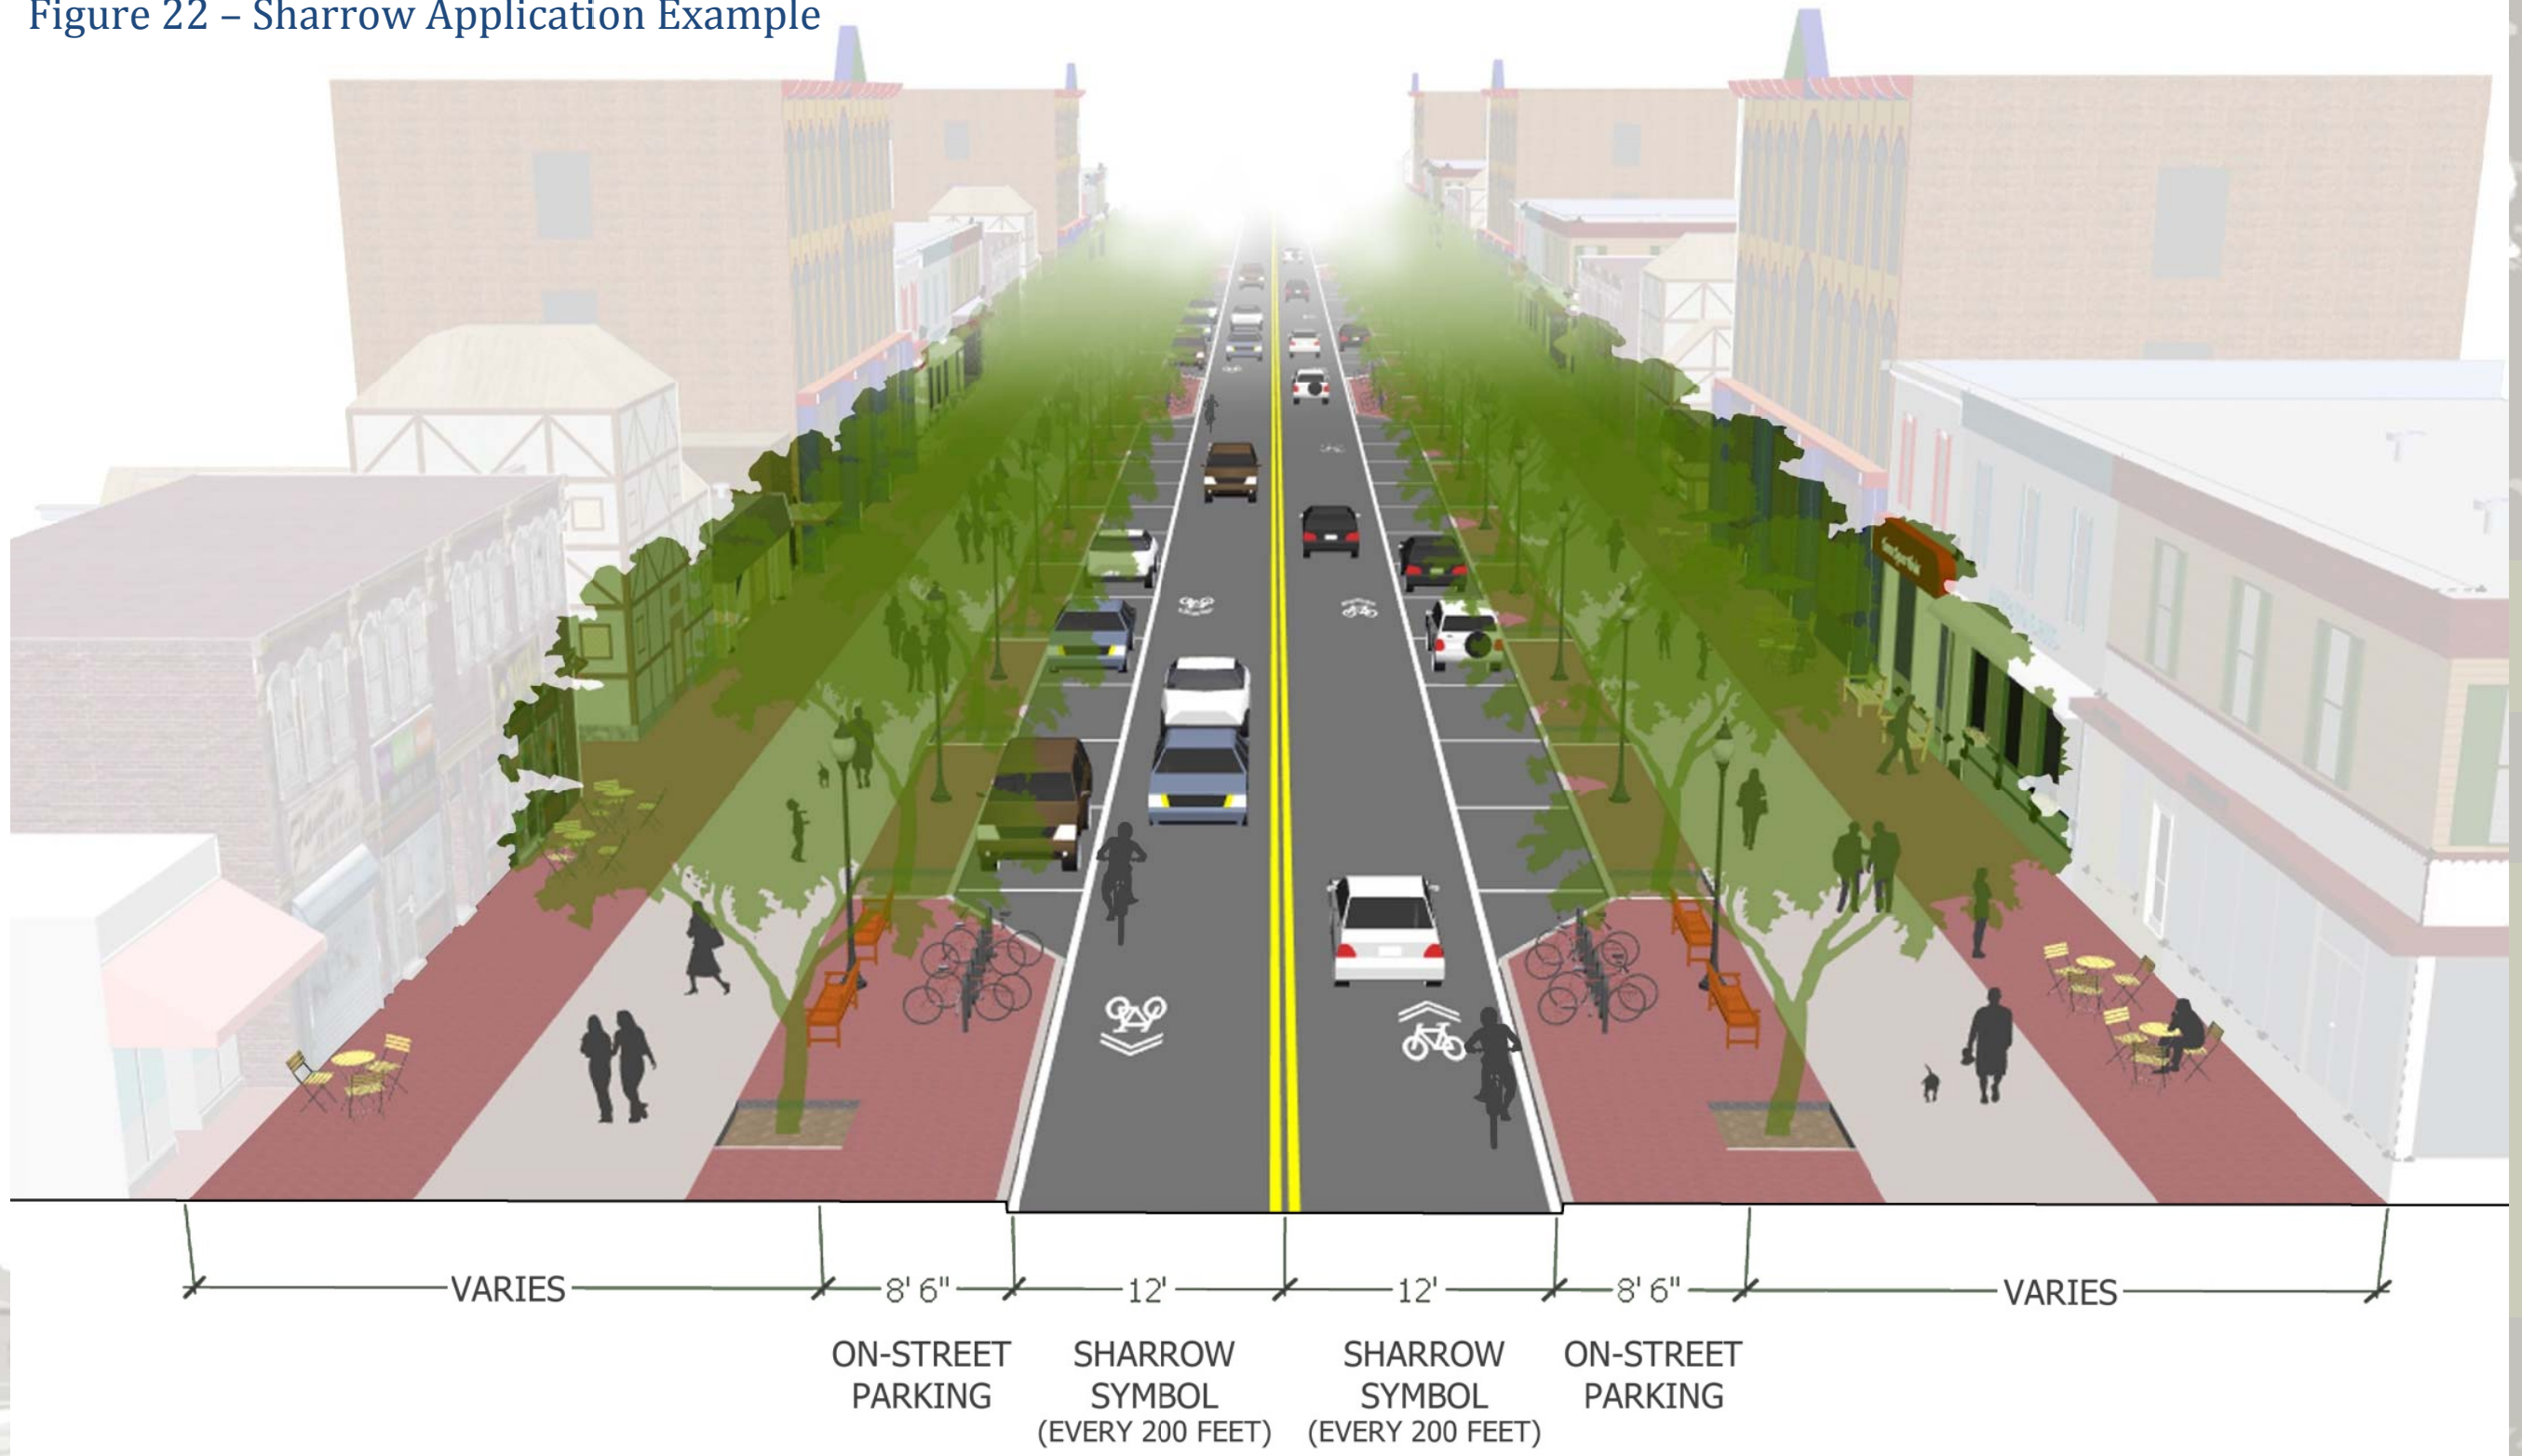 Figure 22 – Sharrow Application Example
VARIES 8' 6" 12' 12' 8' 6" VARIES
ON-STREET PARKING
SHARROW SYMBOL
(EVERY 200 FEET)
SHARROW SYMBOL
(EVERY 200 FEET)
ON-STREET PARKING